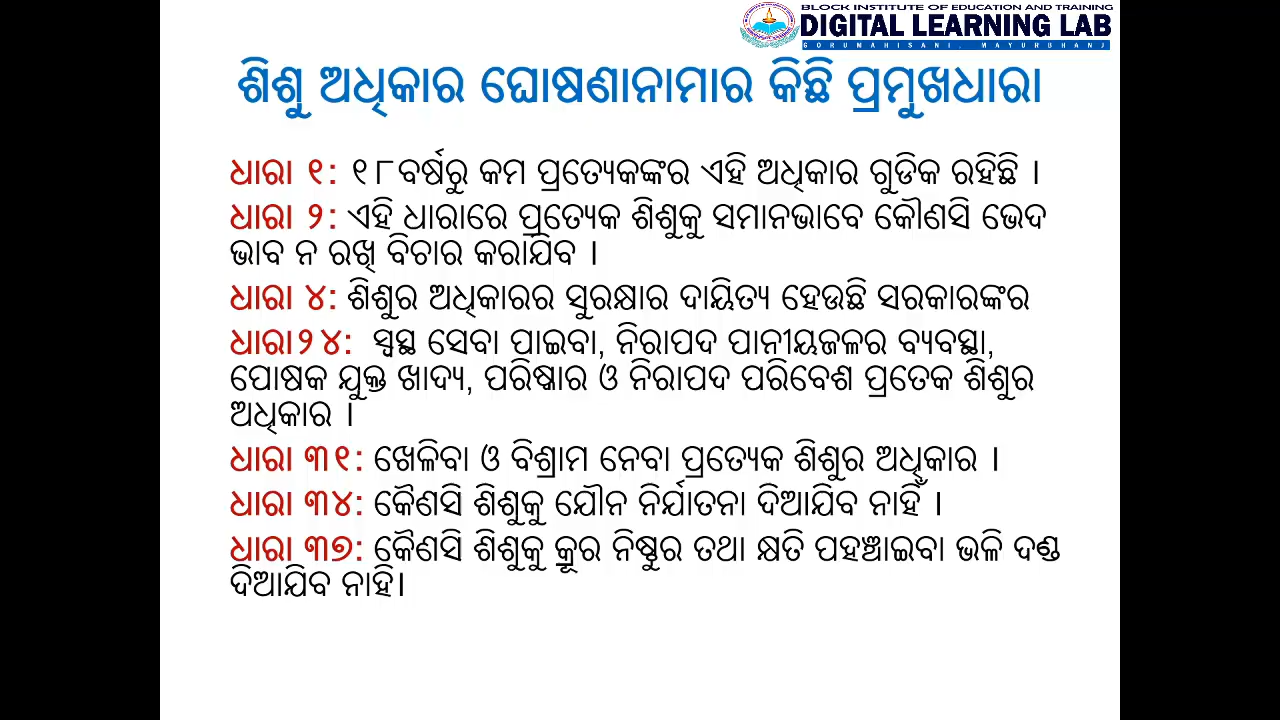 BLOCK INSTITUTE OF EDUCATION AND TRAINING
DIGITAL LEARNING LAB
GORUMAHISANI, MAYURBHANJ
ଶିଶୁ ଅଧିକାର ଘୋଷଣାନାମାର କିଛି ପ୍ରମୁଖଧାରା
ଧାରା ୧: ୧୮ବର୍ଷରୁ କମ ପ୍ରତ୍ୟେକଙ୍କର ଏହି ଅଧିକାର ଗୁଡିକ ରହିଛି ।
ଧାରା ୨: ଏହି ଧାରାରେ ପ୍ରତ୍ୟେକ ଶିଶୁକୁ ସମାନଭାବେ କୌଣସି ଭେଦ
ଭାବ ନ ରଖି ବିଚାର କରାଯିବ ।
ଧାରା ୪: ଶିଶୁର ଅଧିକାରର ସୁରକ୍ଷାର ଦାୟିତ୍ୟ ହେଉଛି ସରକାରଙ୍କର
ଧାରା୨୪: ସ୍ୱସ୍ଥ ସେବା ପାଇବା, ନିରାପଦ ପାନୀୟଜଳର ବ୍ୟବସ୍ଥା,
ପୋଷକ ଯୁକ୍ତ ଖାଦ୍ୟ, ପରିଷ୍କାର ଓ ନିରାପଦ ପରିବେଶ ପ୍ରତେକ ଶିଶୁର
ଅଧିକାର ।
ଧାରା ୩୧: ଖେଳିବା ଓ ବିଶ୍ରାମ ନେବା ପ୍ରତ୍ୟେକ ଶିଶୁର ଅଧିକାର ।
ଧାରା ୩୪: କୈଣସି ଶିଶୁକୁ ଯୌନ ନିର୍ଯାତନା ଦିଆଯିବ ନାହିଁ ।
ଧାରା ୩୭: କୈଣସି ଶିଶୁକୁ କ୍ରୂର ନିଷ୍ଠୁର ତଥା କ୍ଷତି ପହଞ୍ଚାଇବା ଭଳି ଦଣ୍ଡ
ଦିଆଯିବ ନାହି।